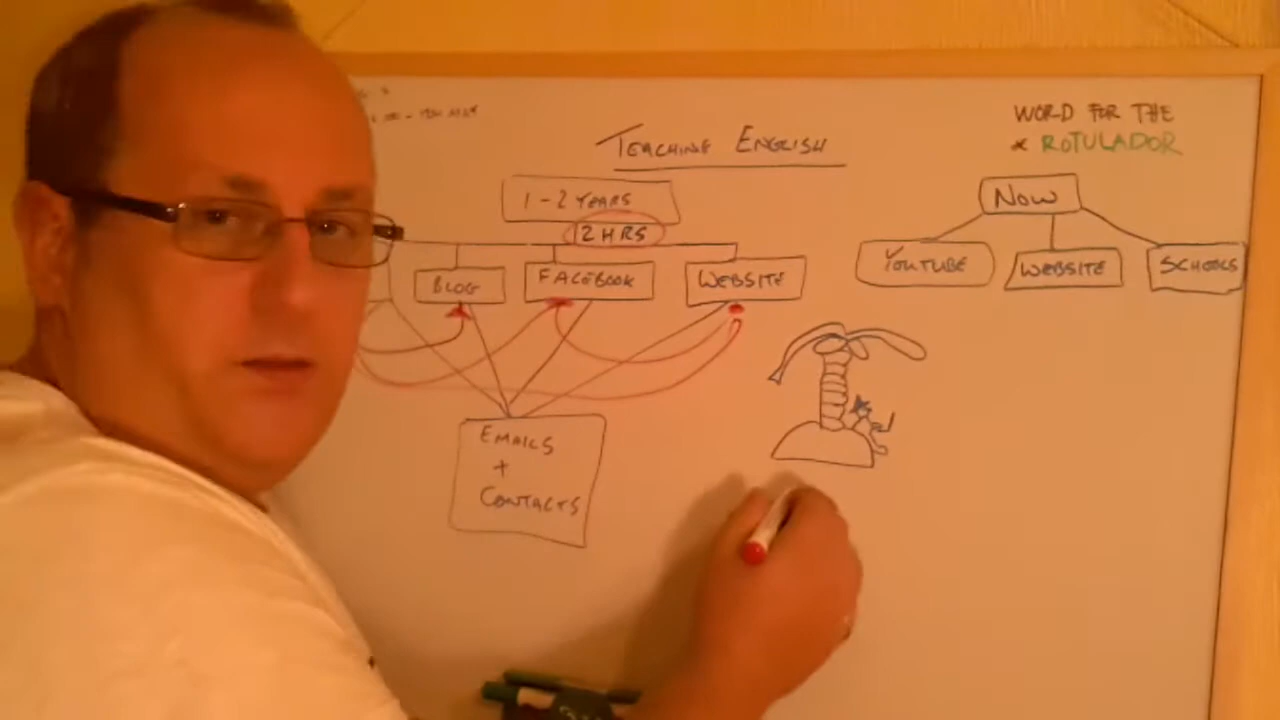 WORD FOR THE
* ROTULADOR
TEACHING ENGLISH
1-2 YEARS
12 HRS
BLOG
FACEBOOK
WEBSITE
NOW
YOUTUBE
WEBSITE
SCHOOLS
EMAILS
+
CONTACTS